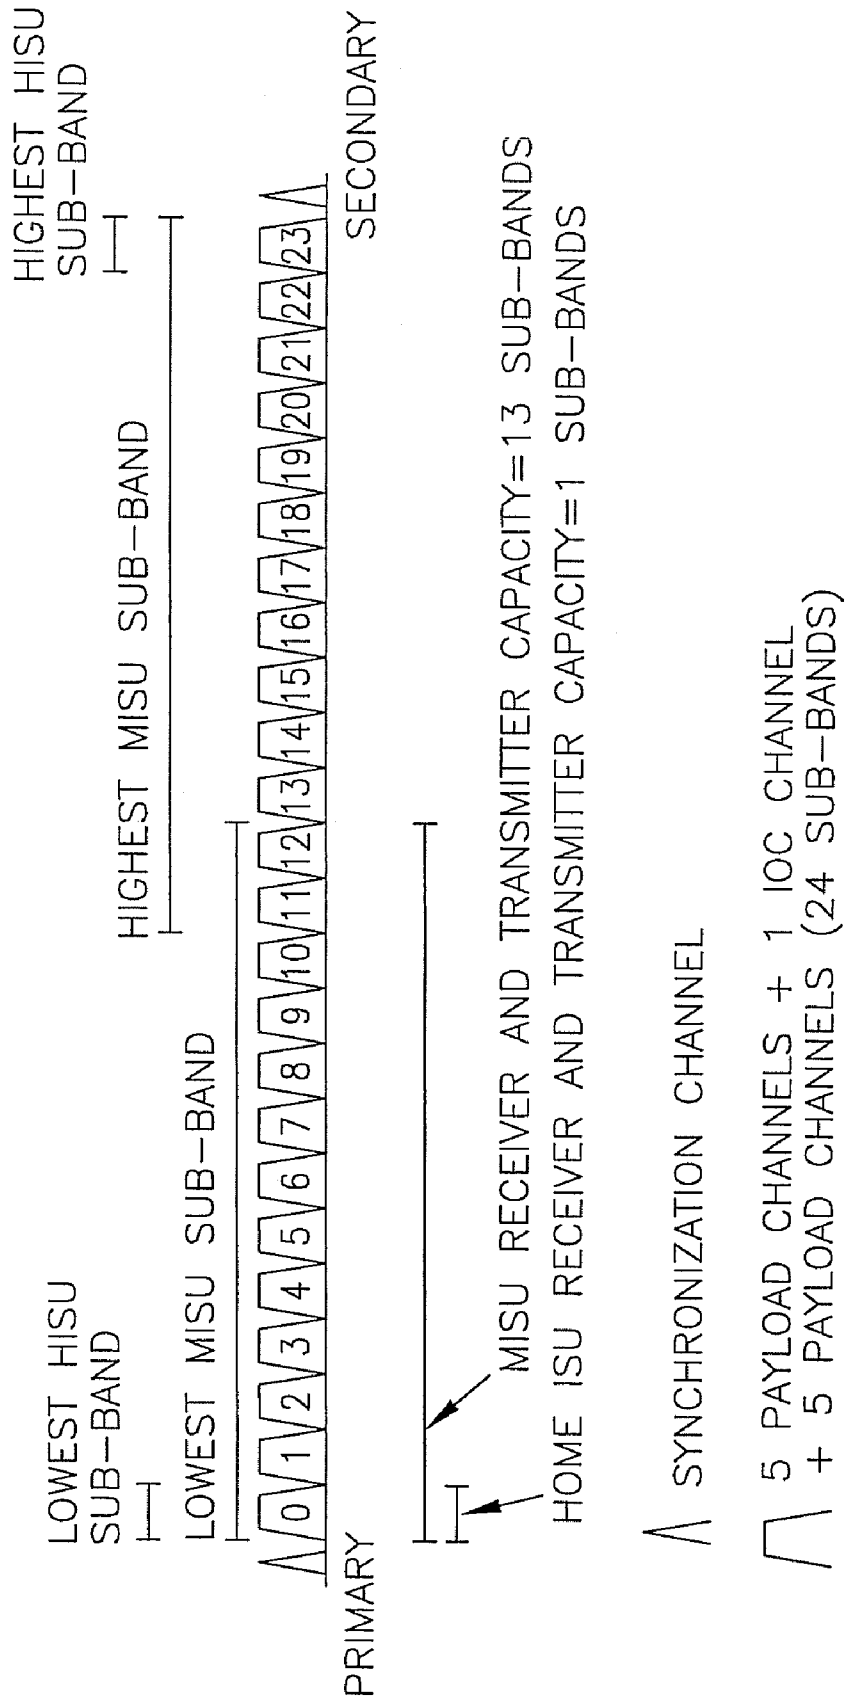 LOWEST HISU
SUB-BAND
HIGHEST HISU
SUB-BAND
HIGHEST MISU SUB-BAND
LOWEST MISU SUB-BAND
0 1 2 3 4 5 6 7 8 9 10 11 12 13 14 15 16 17 18 19 20 21 22 23
PRIMARY
SECONDARY
MISU RECEIVER AND TRANSMITTER CAPACITY=13 SUB-BANDS
HOME ISU RECEIVER AND TRANSMITTER CAPACITY=1 SUB-BANDS
SYNCHRONIZATION CHANNEL
5 PAYLOAD CHANNELS + 1 IOC CHANNEL
+ 5 PAYLOAD CHANNELS (24 SUB-BANDS)